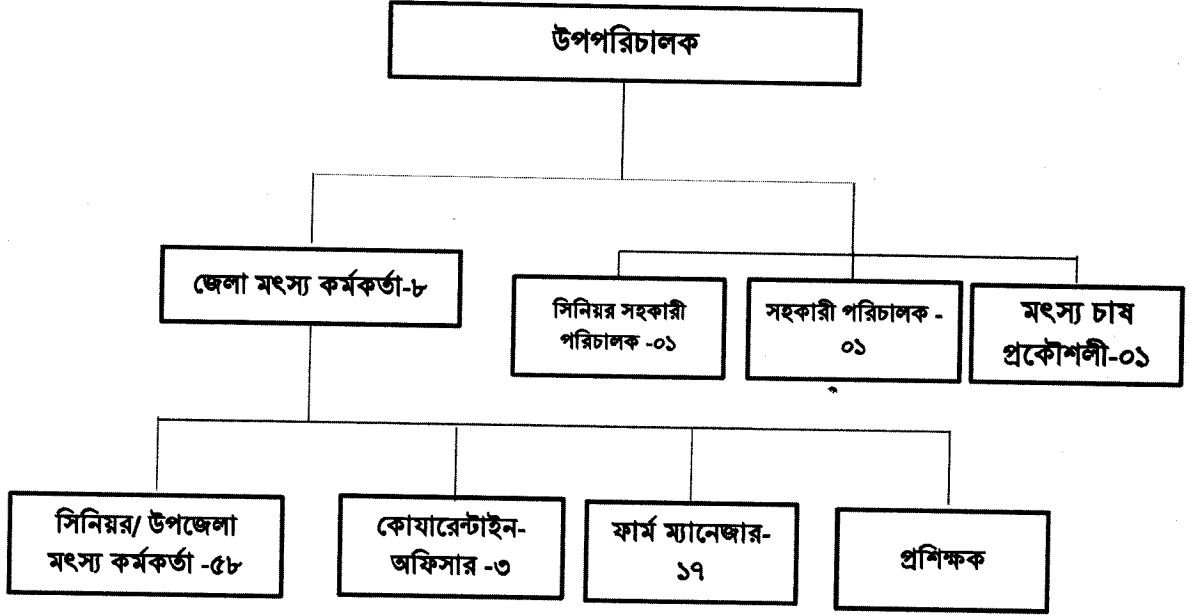 উপপরিচালক
জেলা মৎস্য কর্মকর্তা-৮
সিনিয়র সহকারী
পরিচালক -০১
সহকারী পরিচালক -
০১
মৎস্য চাষ
প্রকৌশলী-০১
সিনিয়র/ উপজেলা
মৎস্য কর্মকর্তা -৫৮
কোযারেন্টাইন-
অফিসার -৩
ফার্ম ম্যানেজার-
১৭
প্রশিক্ষক